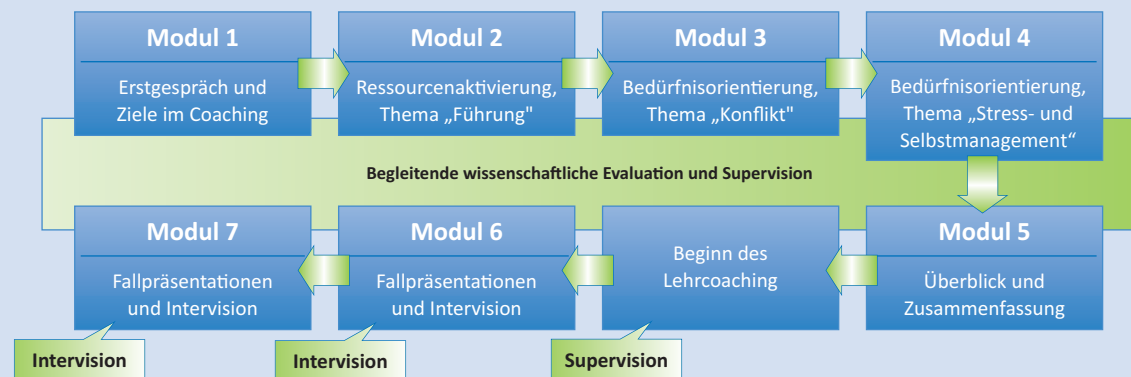 Modul 1
Erstgespräch und
Ziele im Coaching
Modul 2
Ressourcenaktivierung,
Thema „Führung"
Modul 3
Bedürfnisorientierung,
Thema „Konflikt"
Modul 4
Bedürfnisorientierung,
Thema „Stress- und
Selbstmanagement“
Begleitende wissenschaftliche Evaluation und Supervision
Modul 7
Fallpräsentationen
und Intervision
Modul 6
Fallpräsentationen
und Intervision
Beginn des
Lehrcoaching
Modul 5
Überblick und
Zusammenfassung
Intervision
Intervision
Supervision